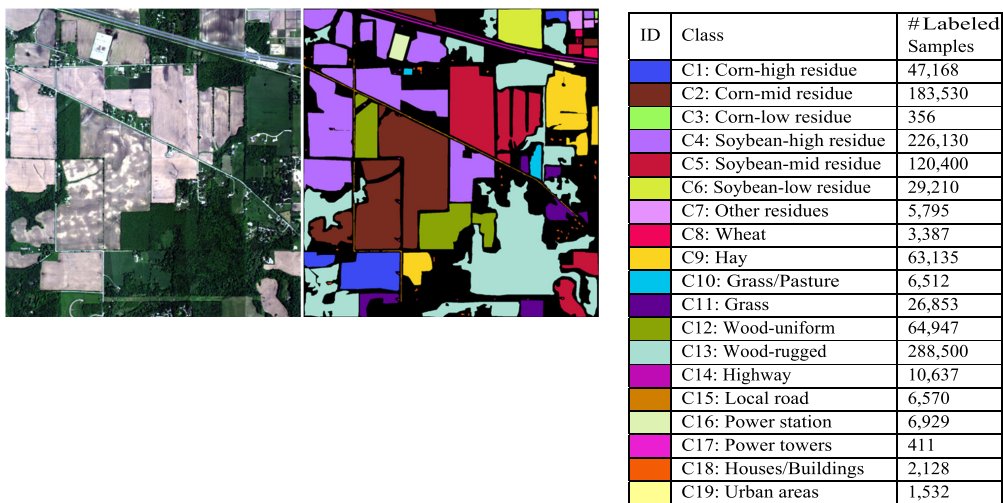 ID Class # Labeled Samples
C1: Corn-high residue 47,168
C2: Corn-mid residue 183,530
C3: Corn-low residue 356
C4: Soybean-high residue 226,130
C5: Soybean-mid residue 120,400
C6: Soybean-low residue 29,210
C7: Other residues 5,795
C8: Wheat 3,387
C9: Hay 63,135
C10: Grass/Pasture 6,512
C11: Grass 26,853
C12: Wood-uniform 64,947
C13: Wood-rugged 288,500
C14: Highway 10,637
C15: Local road 6,570
C16: Power station 6,929
C17: Power towers 411
C18: Houses/Buildings 2,128
C19: Urban areas 1,532